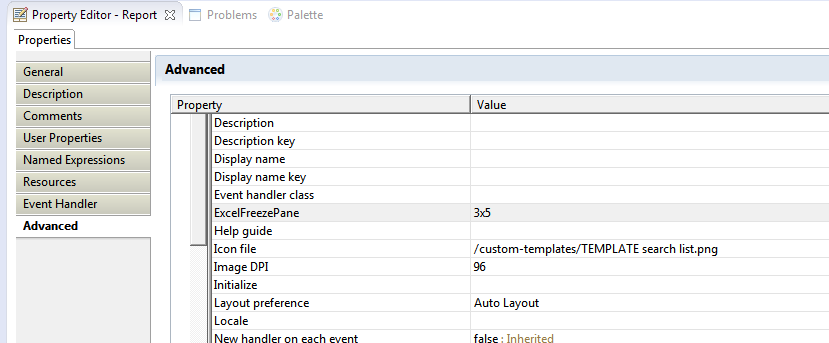 Property Editor - Report Problems Palette
Properties
General
Description
Comments
User Properties
Named Expressions
Resources
Event Handler
Advanced
Advanced
Property Value
Description
Description key
Display name
Display name key
Event handler class
ExcelFreezePane 3x5
Help guide
Icon file /custom-templates/TEMPLATE search list.png
Image DPI 96
Initialize
Layout preference Auto Layout
Locale
New handler on each event false : Inherited